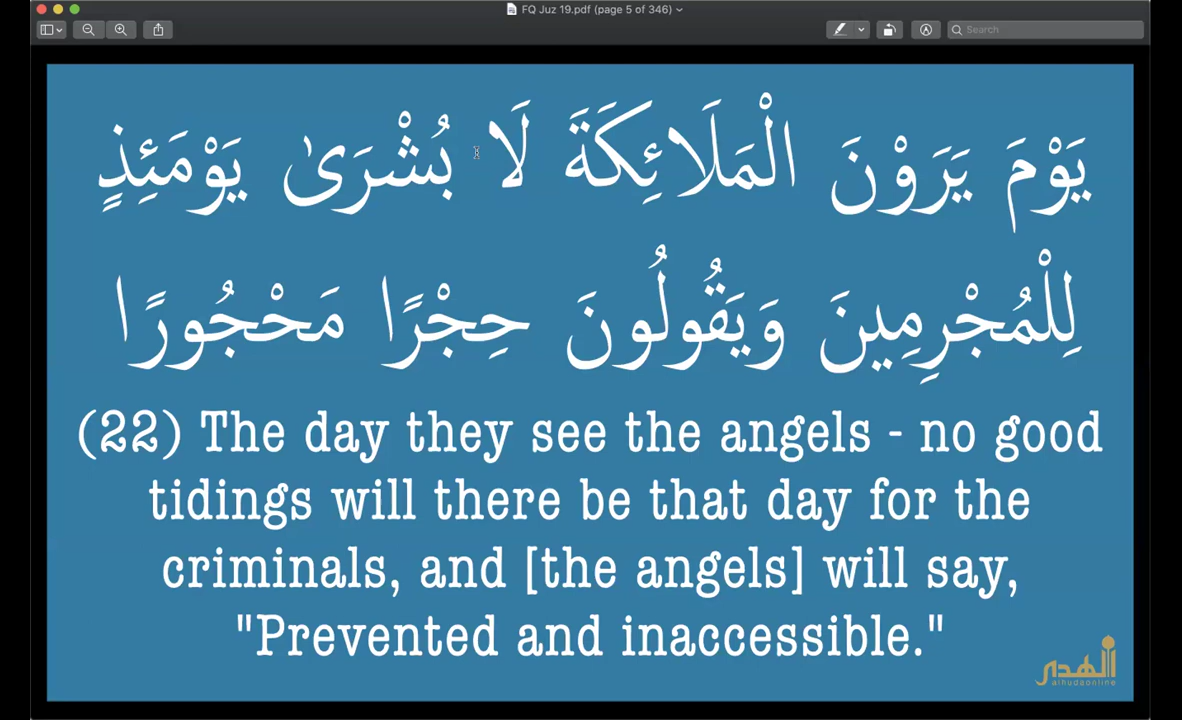 FQ Juz 19.pdf (page 5 of 346)
Search
يَوْمَ يَرَوْنَ الْمَلَائِكَةَ لَا بُشْرَىٰ يَوْمَئِذٍ
لِلْمُجْرِمِينَ وَيَقُولُونَ حِجْرًا مَحْجُورًا
(22) The day they see the angels - no good
tidings will there be that day for the
criminals, and [the angels] will say,
"Prevented and inaccessible."
الهدى
alhudaonline